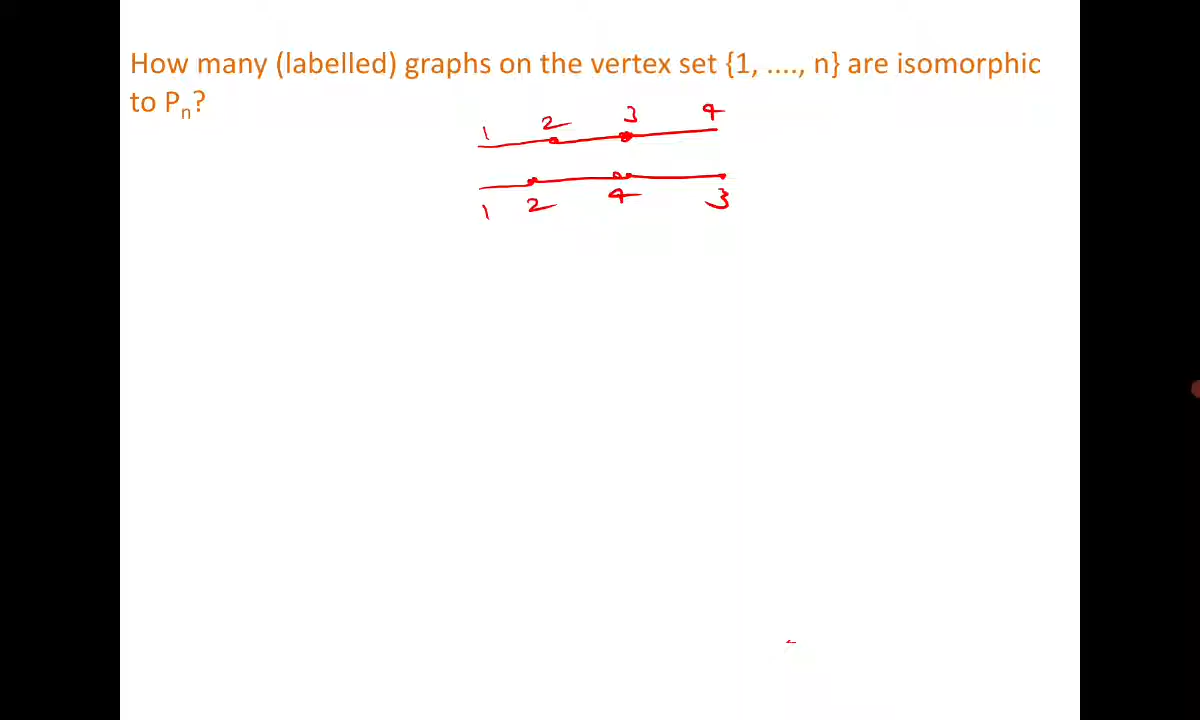 How many (labelled) graphs on the vertex set {1, ...., n} are isomorphic
to Pn?
1 2 3 4
1 2 4 3